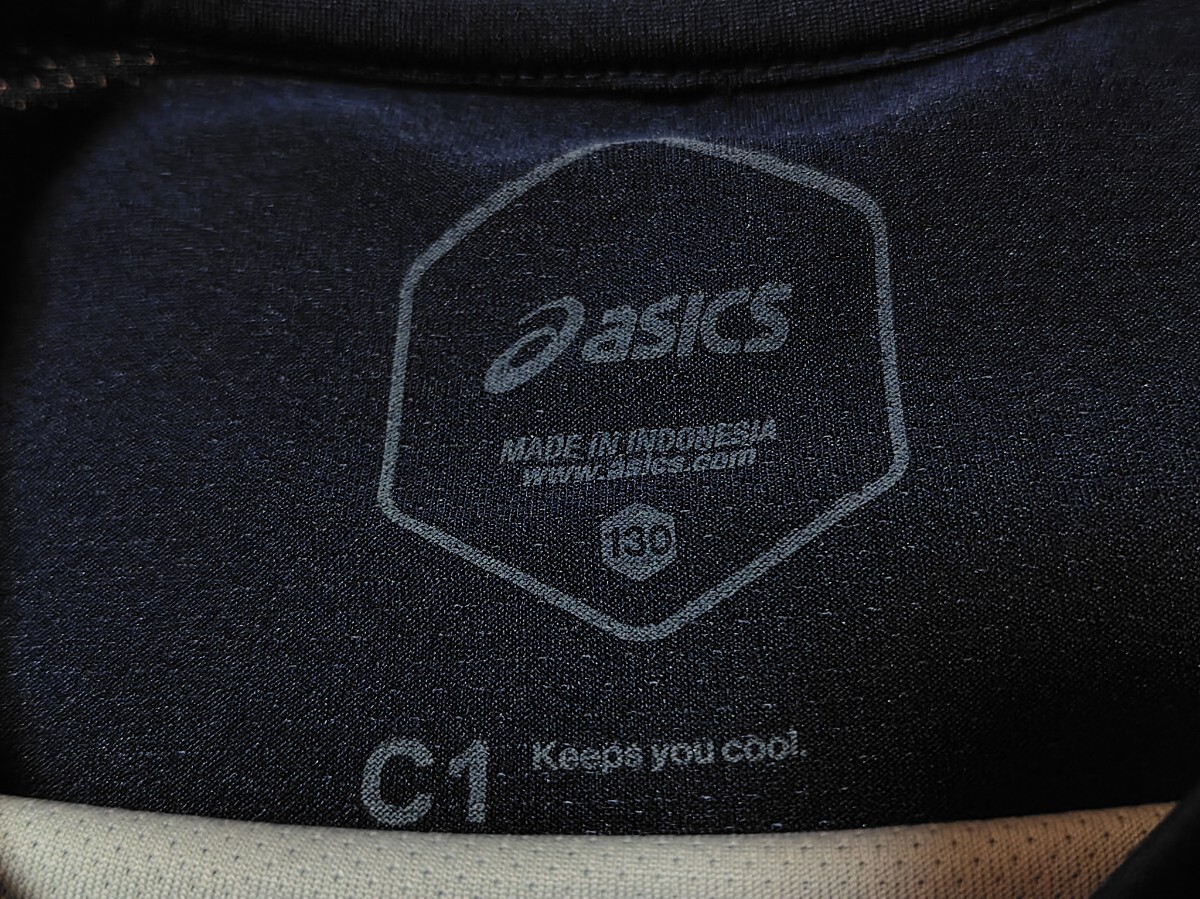 asics
MADE IN INDONESIA
www.asics.com
130
C1 Keeps you cool.